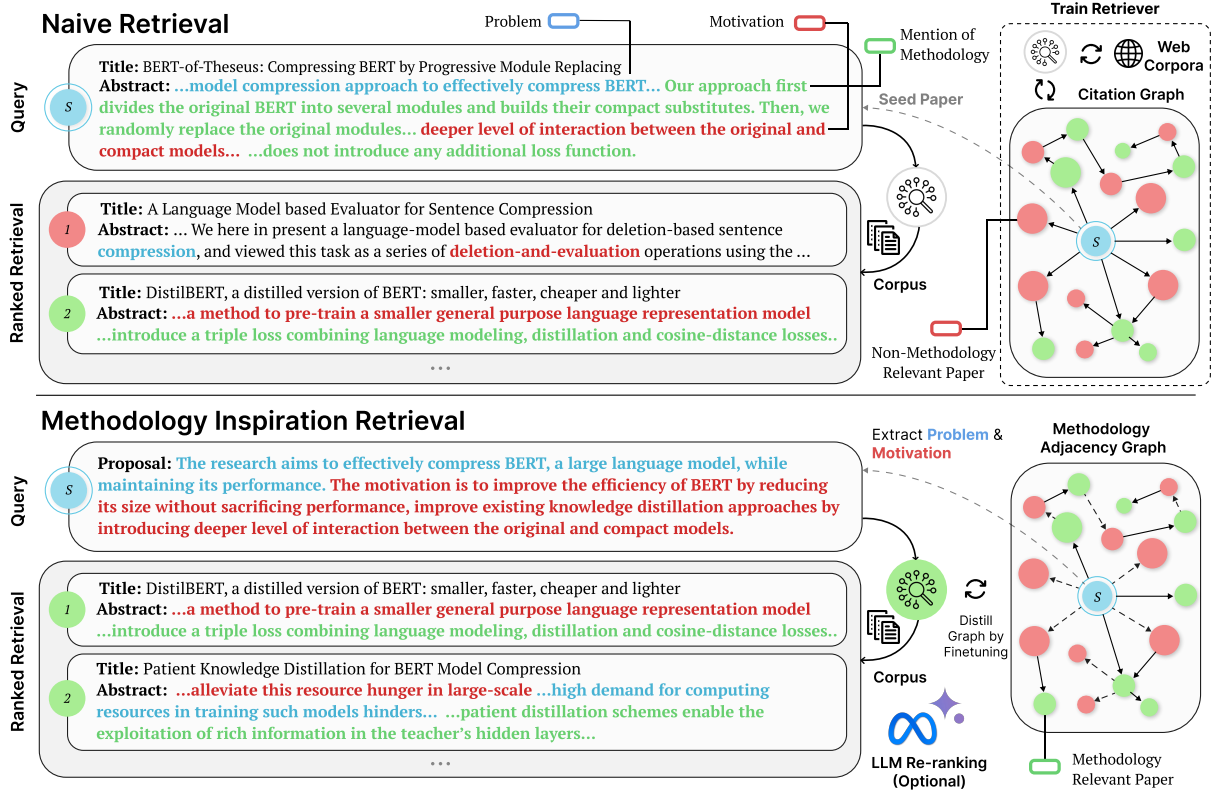 Naive Retrieval
Problem
Motivation
Mention of
Methodology
Train Retriever
Web
Corpora
Citation Graph
Query
S
Title: BERT-of-Theseus: Compressing BERT by Progressive Module Replacing
Abstract: ...model compression approach to effectively compress BERT... Our approach first
divides the original BERT into several modules and builds their compact substitutes. Then, we
randomly replace the original modules... deeper level of interaction between the original and
compact models... ...does not introduce any additional loss function.
Seed Paper
Ranked Retrieval
1
Title: A Language Model based Evaluator for Sentence Compression
Abstract: ... We here in present a language-model based evaluator for deletion-based sentence
compression, and viewed this task as a series of deletion-and-evaluation operations using the ...
2
Title: DistilBERT, a distilled version of BERT: smaller, faster, cheaper and lighter
Abstract: ...a method to pre-train a smaller general purpose language representation model
...introduce a triple loss combining language modeling, distillation and cosine-distance losses..
...
Corpus
S
Non-Methodology
Relevant Paper
Methodology Inspiration Retrieval
Query
S
Proposal: The research aims to effectively compress BERT, a large language model, while
maintaining its performance. The motivation is to improve the efficiency of BERT by reducing
its size without sacrificing performance, improve existing knowledge distillation approaches by
introducing deeper level of interaction between the original and compact models.
Extract Problem &
Motivation
Methodology
Adjacency Graph
Ranked Retrieval
1
Title: DistilBERT, a distilled version of BERT: smaller, faster, cheaper and lighter
Abstract: ...a method to pre-train a smaller general purpose language representation model
...introduce a triple loss combining language modeling, distillation and cosine-distance losses..
2
Title: Patient Knowledge Distillation for BERT Model Compression
Abstract: ...alleviate this resource hunger in large-scale ...high demand for computing
resources in training such models hinders... ...patient distillation schemes enable the
exploitation of rich information in the teacher's hidden layers...
...
Corpus
Distill
Graph by
Finetuning
S
LLM Re-ranking
(Optional)
Methodology
Relevant Paper